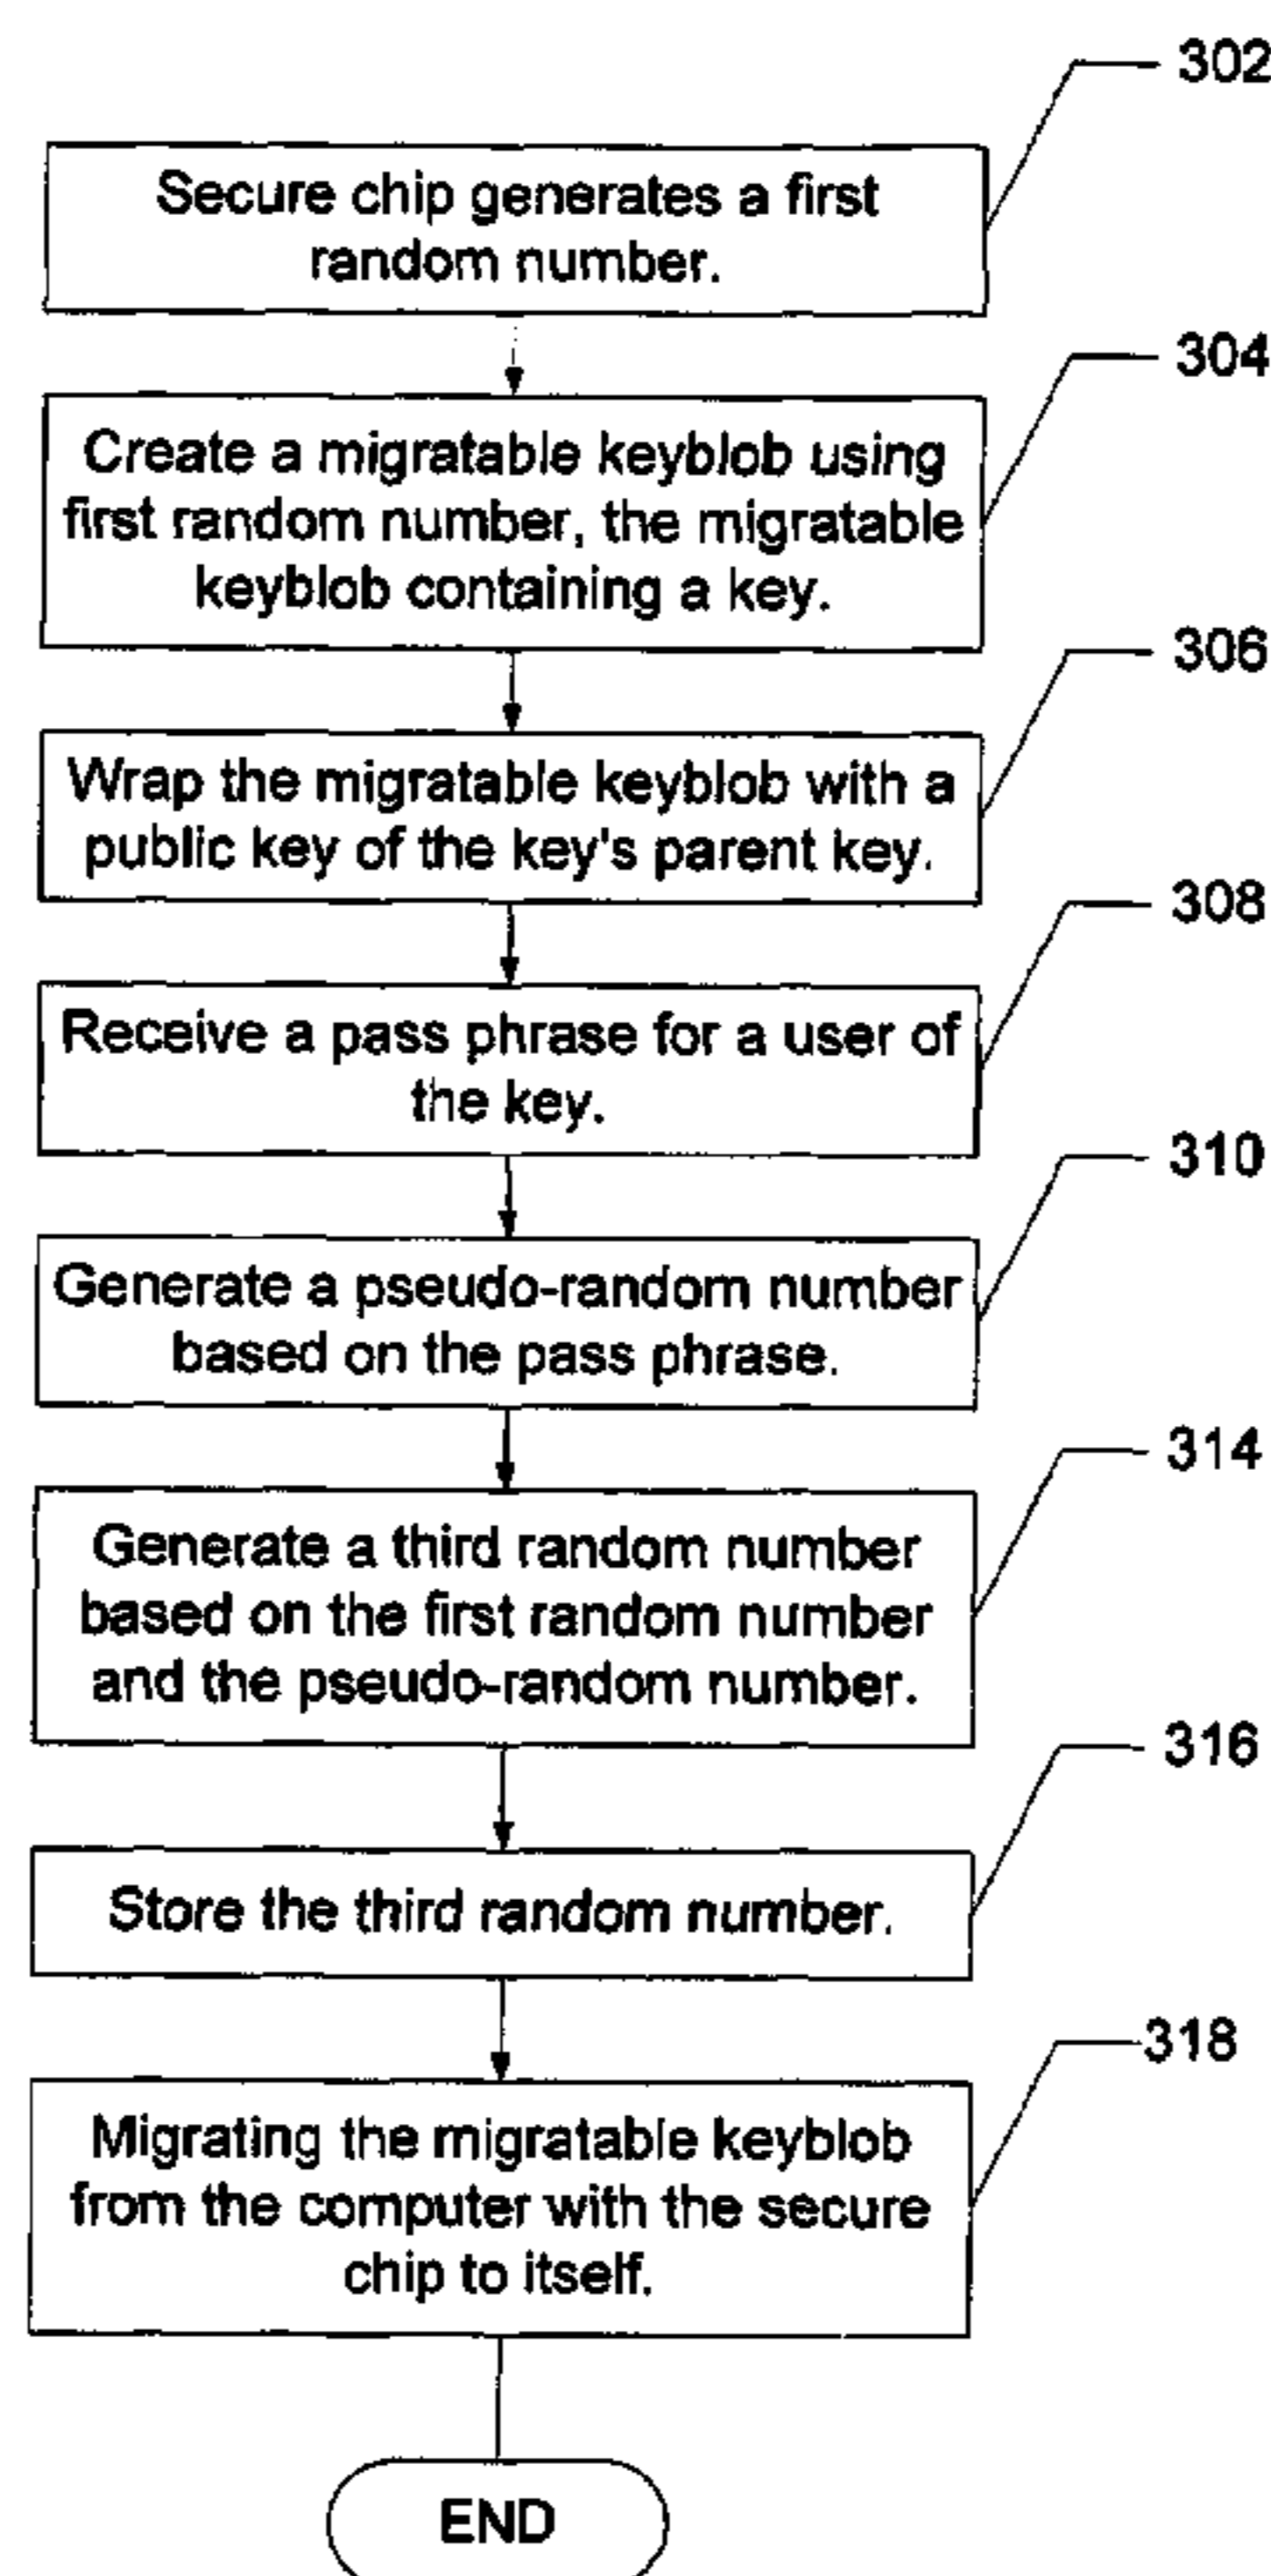 302
Secure chip generates a first
random number.
304
Create a migratable keyblob using
first random number, the migratable
keyblob containing a key.
306
Wrap the migratable keyblob with a
public key of the key's parent key.
308
Receive a pass phrase for a user of
the key.
310
Generate a pseudo-random number
based on the pass phrase.
314
Generate a third random number
based on the first random number
and the pseudo-random number.
316
Store the third random number.
318
Migrating the migratable keyblob
from the computer with the secure
chip to itself.
END